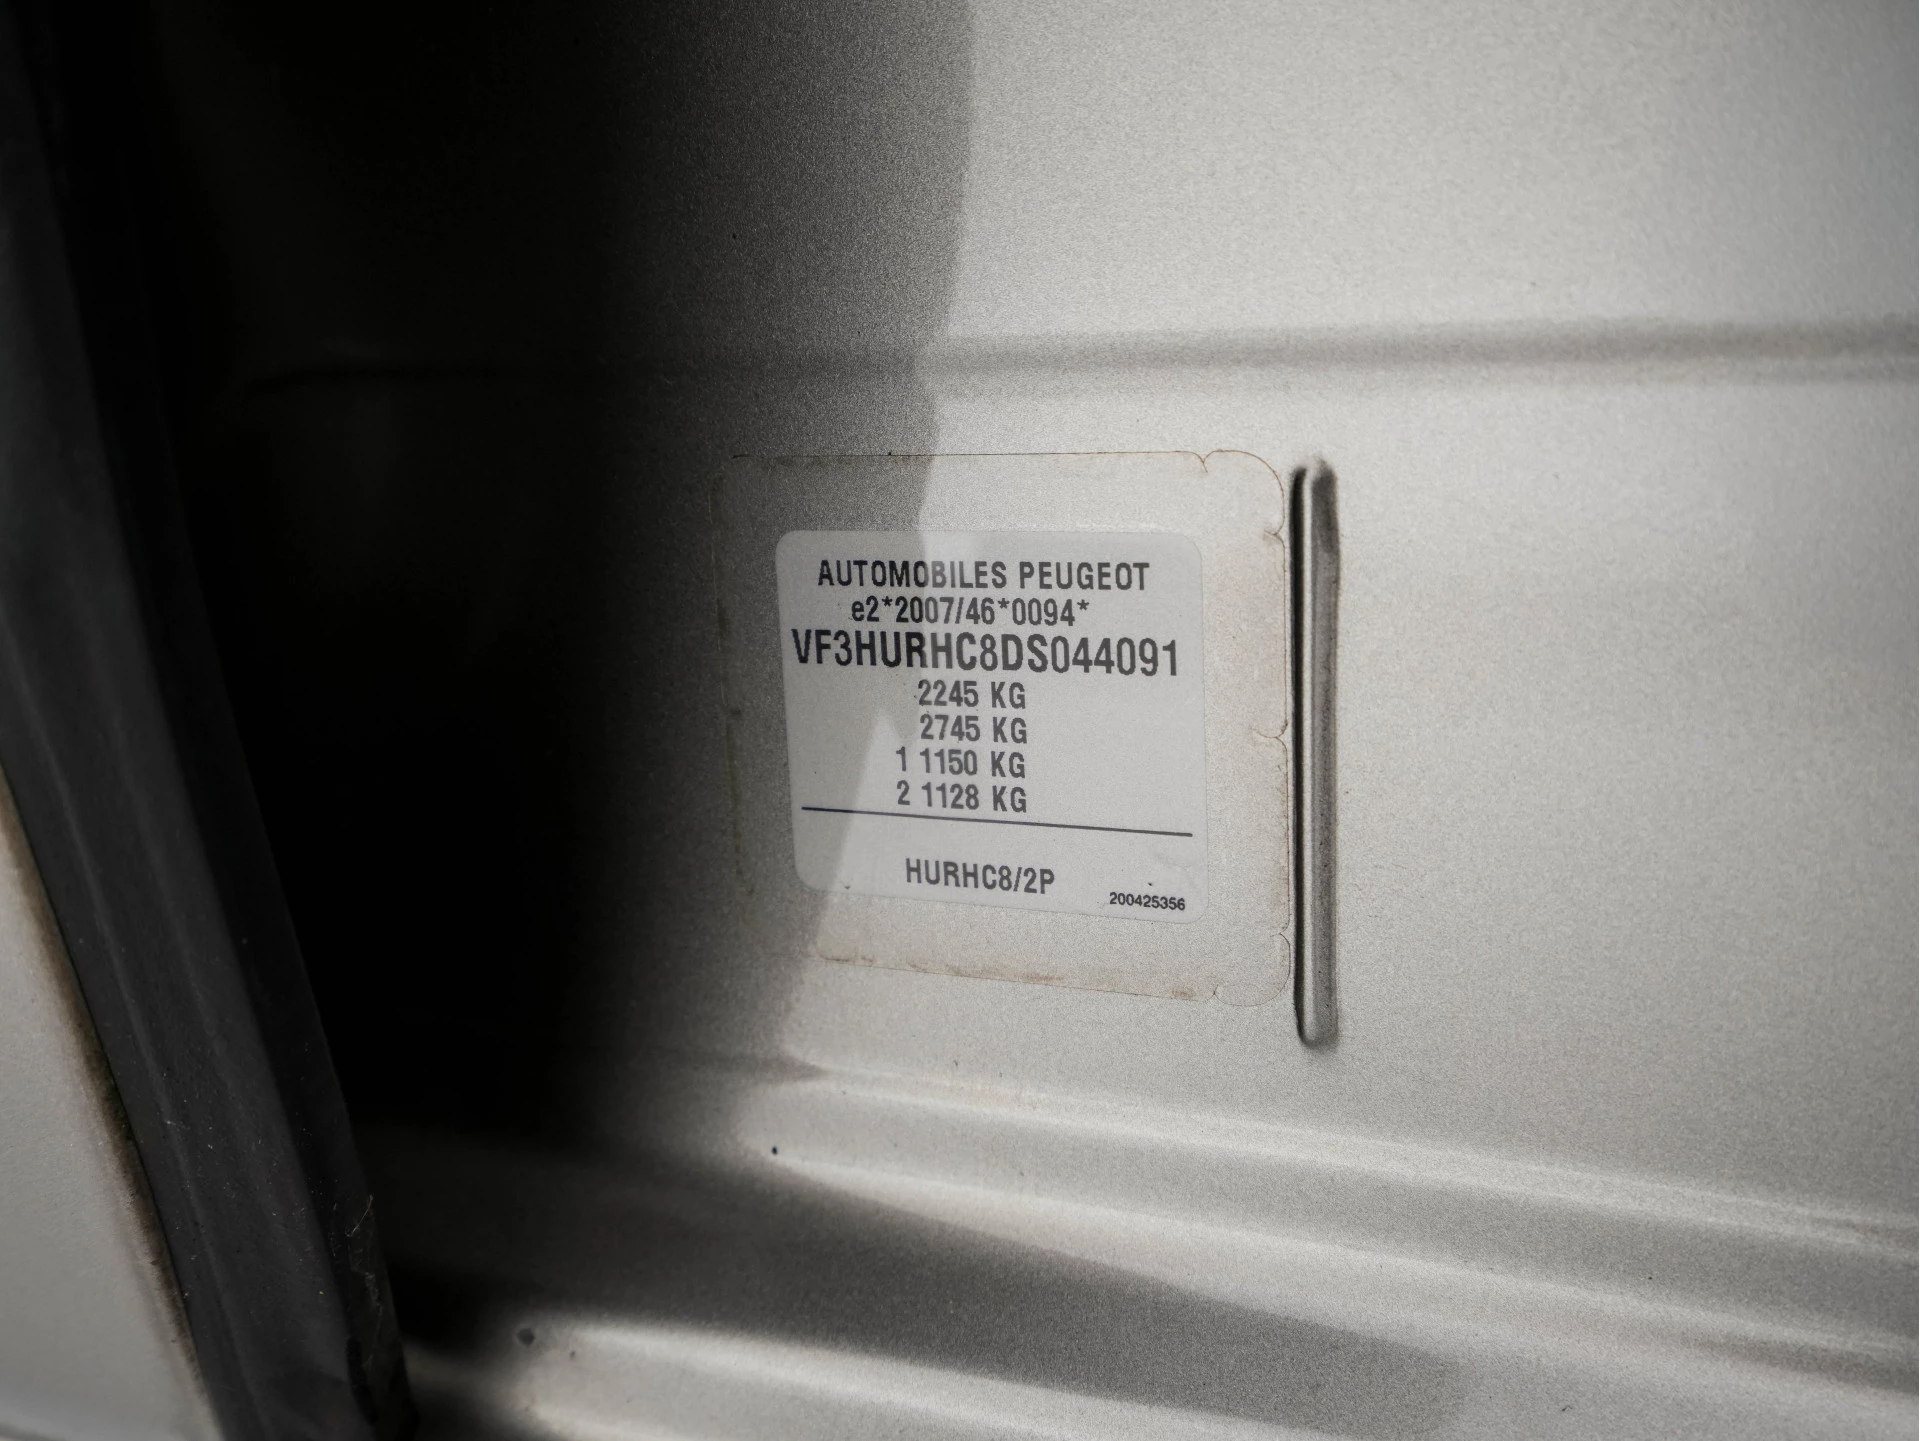 AUTOMOBILES PEUGEOT
e2*2007/46*0094*
VF3HURHC8DS044091
2245 KG
2745 KG
1 1150 KG
2 1128 KG
HURHC8/2P
200425356